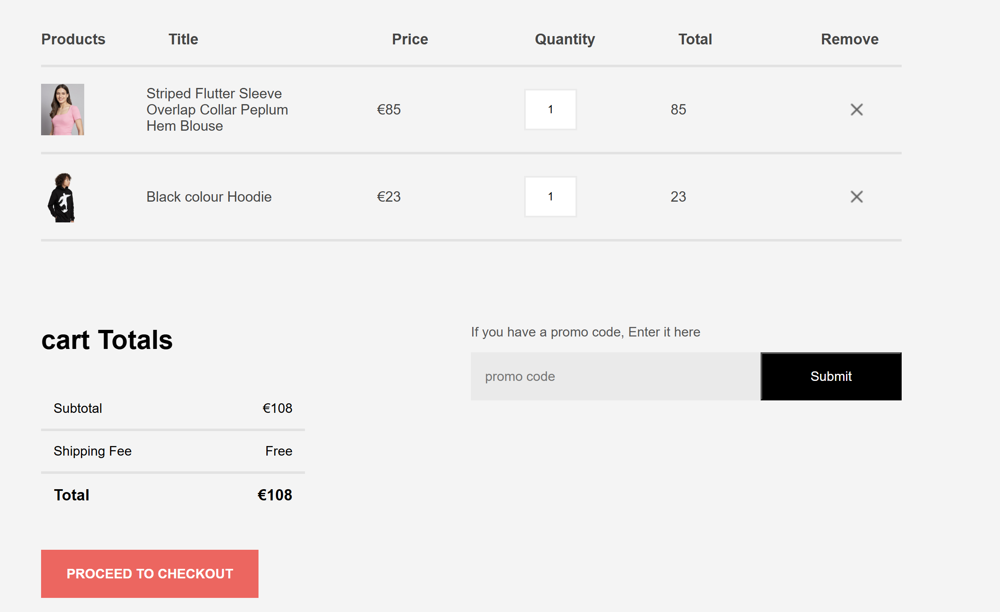 Products Title Price Quantity Total Remove
Striped Flutter Sleeve
Overlap Collar Peplum
Hem Blouse
€85 1 85
Black colour Hoodie €23 1 23
cart Totals
Subtotal €108
Shipping Fee Free
Total €108
PROCEED TO CHECKOUT
If you have a promo code, Enter it here
promo code Submit